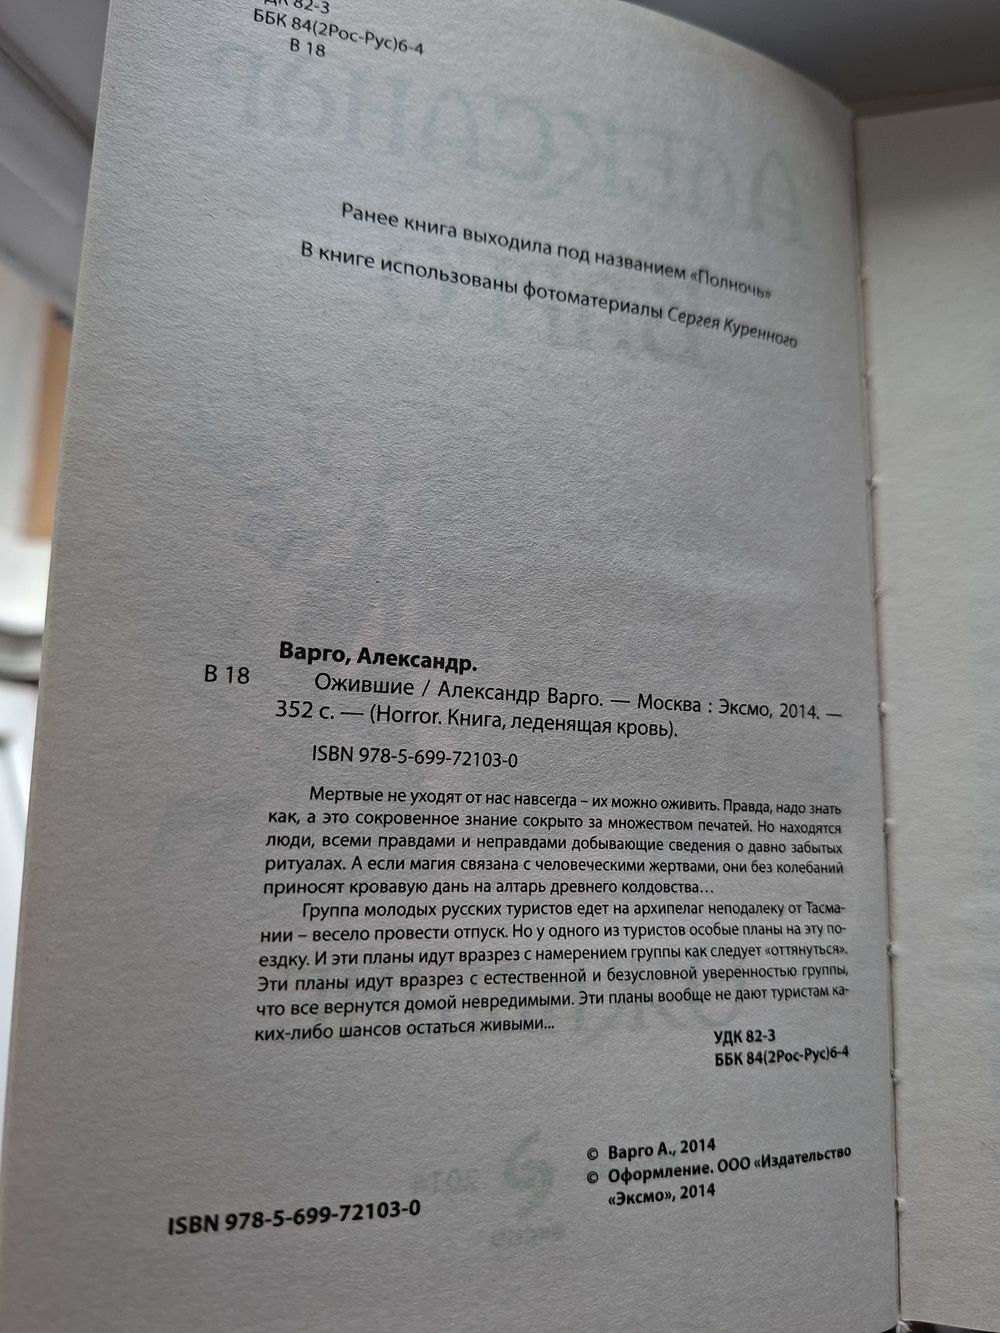 УДК 82-3
ББК 84(2Рос-Рус)6-4
В 18
Ранее книга выходила под названием «Полночь»
В книге использованы фотоматериалы Сергея Куренного
Варго, Александр.
В 18
Ожившие / Александр Варго. — Москва : Эксмо, 2014. —
352 с. — (Horror. Книга, леденящая кровь).
ISBN 978-5-699-72103-0
Мертвые не уходят от нас навсегда – их можно оживить. Правда, надо знать
как, а это сокровенное знание сокрыто за множеством печатей. Но находятся
люди, всеми правдами и неправдами добывающие сведения о давно забытых
ритуалах. А если магия связана с человеческими жертвами, они без колебаний
приносят кровавую дань на алтарь древнего колдовства...
Группа молодых русских туристов едет на архипелаг неподалеку от Тасма-
нии – весело провести отпуск. Но у одного из туристов особые планы на эту по-
ездку. И эти планы идут вразрез с намерением группы как следует «оттянуться».
Эти планы идут вразрез с естественной и безусловной уверенностью группы,
что все вернутся домой невредимыми. Эти планы вообще не дают туристам ка-
ких-либо шансов остаться живыми...
УДК 82-3
ББК 84(2Рос-Рус)6-4
© Варго А., 2014
© Оформление. ООО «Издательство
«Эксмо», 2014
ISBN 978-5-699-72103-0